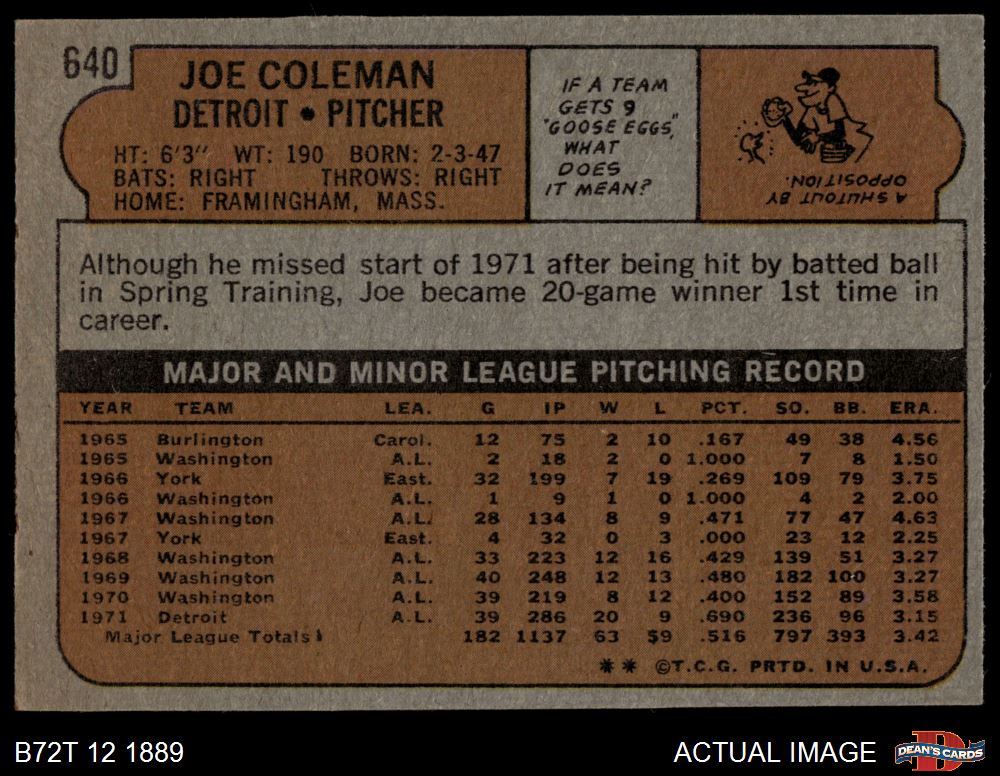 640
JOE COLEMAN
DETROIT • PITCHER
HT: 6'3" WT: 190 BORN: 2-3-47
BATS: RIGHT THROWS: RIGHT
HOME: FRAMINGHAM, MASS.
IF A TEAM
GETS 9
"GOOSE EGGS,"
WHAT
DOES
IT MEAN?
A SHUTOUT BY
OPPOSITION.
Although he missed start of 1971 after being hit by batted ball
in Spring Training, Joe became 20-game winner 1st time in
career.
MAJOR AND MINOR LEAGUE PITCHING RECORD
YEAR TEAM LEA. G IP W L PCT. SO. BB. ERA.
1965 Burlington Carol. 12 75 2 10 .167 49 38 4.56
1965 Washington A.L. 2 18 2 0 1.000 7 8 1.50
1966 York East. 32 199 7 19 .269 109 79 3.75
1966 Washington A.L. 1 9 1 0 1.000 4 2 2.00
1967 Washington A.L. 28 134 8 9 .471 77 47 4.63
1967 York East. 4 32 0 3 .000 23 12 2.25
1968 Washington A.L. 33 223 12 16 .429 139 51 3.27
1969 Washington A.L. 40 248 12 13 .480 182 100 3.27
1970 Washington A.L. 39 219 8 12 .400 152 89 3.58
1971 Detroit A.L. 39 286 20 9 .690 236 96 3.15
Major League Totals 182 1137 63 59 .516 797 393 3.42
** ©T.C.G. PRTD. IN U.S.A.
B72T 12 1889
ACTUAL IMAGE
DEAN'S CARDS